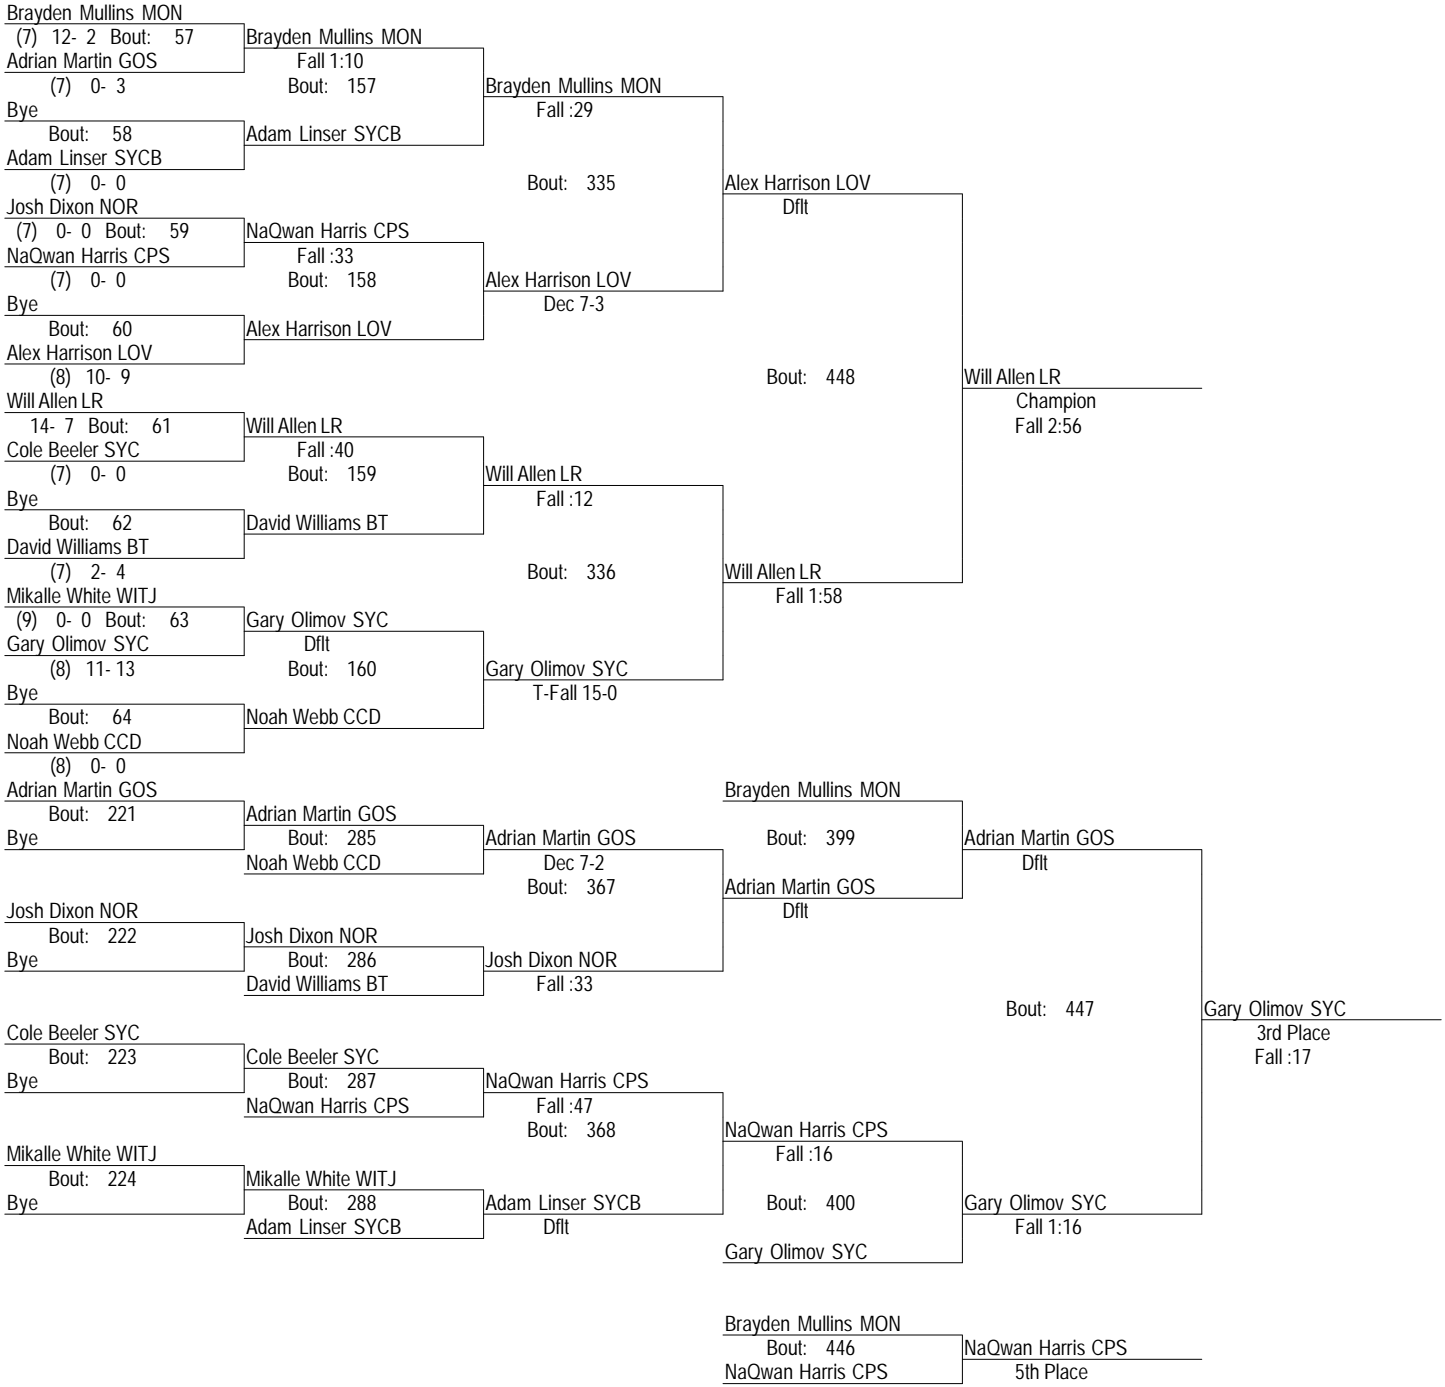 Brayden Mullins MON
(7) 12- 2 Bout: 57 Brayden Mullins MON
Adrian Martin GOS Fall 1:10
(7) 0- 3 Bout: 157 Brayden Mullins MON
Bye Fall :29
Bout: 58 Adam Linser SYCB
Adam Linser SYCB
(7) 0- 0 Bout: 335 Alex Harrison LOV
Josh Dixon NOR Dflt
(7) 0- 0 Bout: 59 NaQwan Harris CPS
NaQwan Harris CPS Fall :33
(7) 0- 0 Bout: 158 Alex Harrison LOV
Bye Dec 7-3
Bout: 60 Alex Harrison LOV
Alex Harrison LOV
(8) 10- 9 Bout: 448 Will Allen LR
Will Allen LR Champion
14- 7 Bout: 61 Will Allen LR Fall 2:56
Cole Beeler SYC Fall :40
(7) 0- 0 Bout: 159 Will Allen LR
Bye Fall :12
Bout: 62 David Williams BT
David Williams BT
(7) 2- 4 Bout: 336 Will Allen LR
Mikalle White WITJ Fall 1:58
(9) 0- 0 Bout: 63 Gary Olimov SYC
Gary Olimov SYC Dflt
(8) 11- 13 Bout: 160 Gary Olimov SYC
Bye T-Fall 15-0
Bout: 64 Noah Webb CCD
Noah Webb CCD
(8) 0- 0
Adrian Martin GOS Brayden Mullins MON
Bout: 221 Adrian Martin GOS
Bye Bout: 285 Adrian Martin GOS Bout: 399 Adrian Martin GOS
Noah Webb CCD Dec 7-2 Dflt
Bout: 367 Adrian Martin GOS
Josh Dixon NOR Dflt
Bout: 222 Josh Dixon NOR
Bye Bout: 286 Josh Dixon NOR
David Williams BT Fall :33
Bout: 447 Gary Olimov SYC
Cole Beeler SYC 3rd Place
Bout: 223 Cole Beeler SYC Fall :17
Bye Bout: 287 NaQwan Harris CPS
NaQwan Harris CPS Fall :47
Bout: 368 NaQwan Harris CPS
Mikalle White WITJ Fall :16
Bout: 224 Mikalle White WITJ
Bye Bout: 288 Adam Linser SYCB Bout: 400 Gary Olimov SYC
Adam Linser SYCB Dflt Fall 1:16
Gary Olimov SYC
Brayden Mullins MON
Bout: 446 NaQwan Harris CPS
NaQwan Harris CPS 5th Place